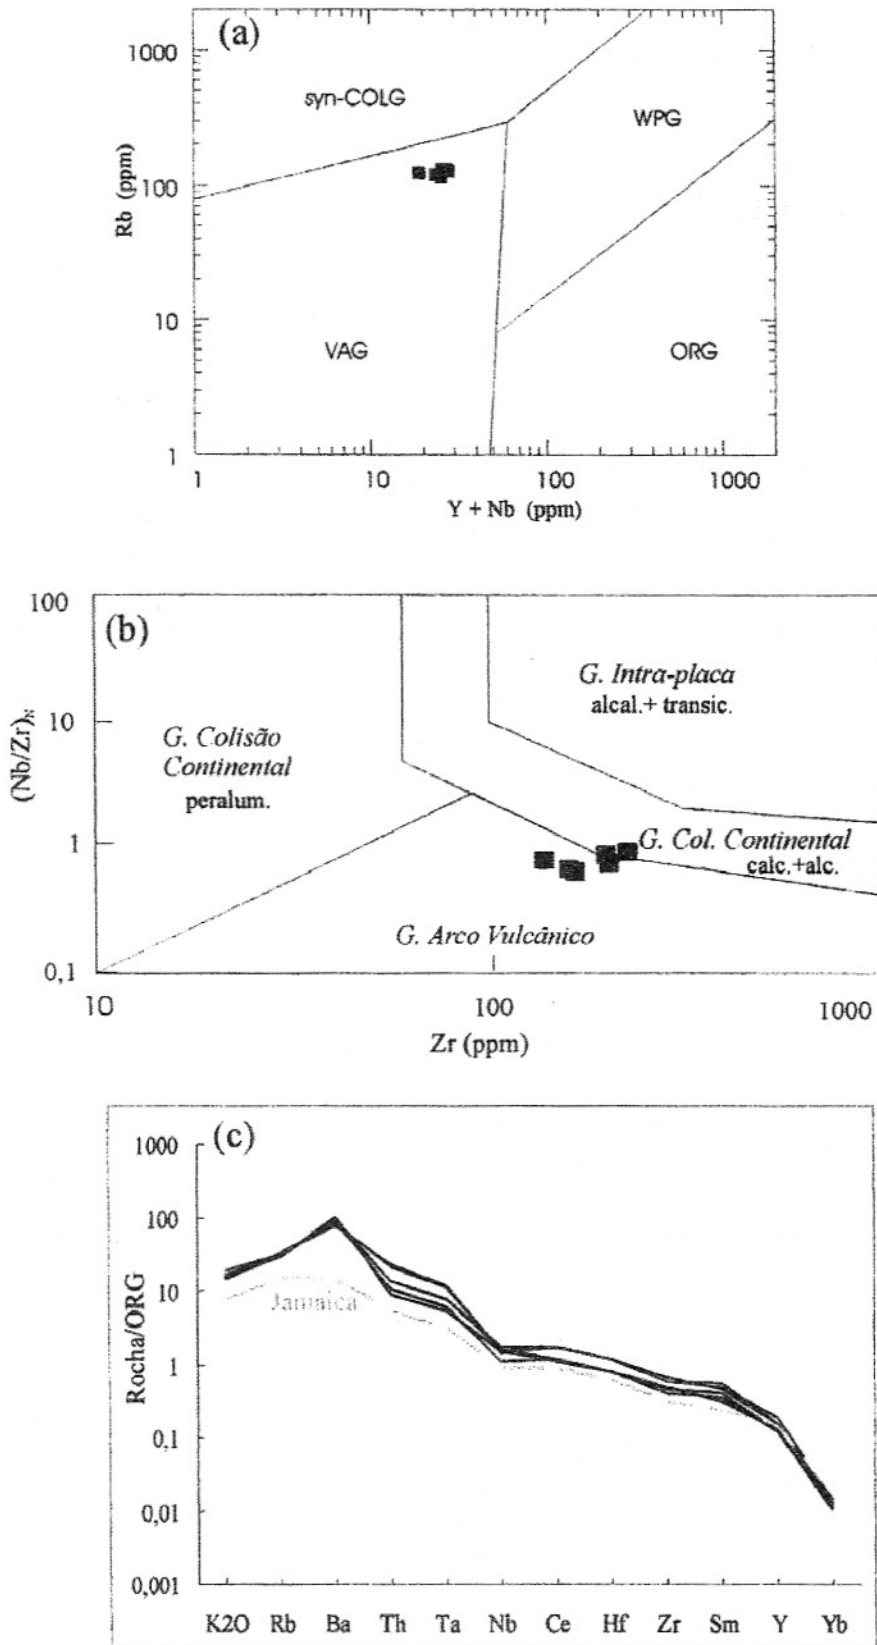 (a)
1000
syn-COLG
WPG
Rb (ppm)
100
10
VAG
ORG
1
1
10
100
1000
Y + Nb (ppm)
100
(b)
G. Intra-placa
alcal.+ transic.
(Nb/Zr)N
10
G. Colisão
Continental
peralum.
1
G. Col. Continental
calc.+alc.
G. Arco Vulcânico
0,1
10
100
1000
Zr (ppm)
(c)
1000
100
10
Jamaica
Rocha/ORG
1
0,1
0,01
0,001
K2O Rb Ba Th Ta Nb Ce Hf Zr Sm Y Yb